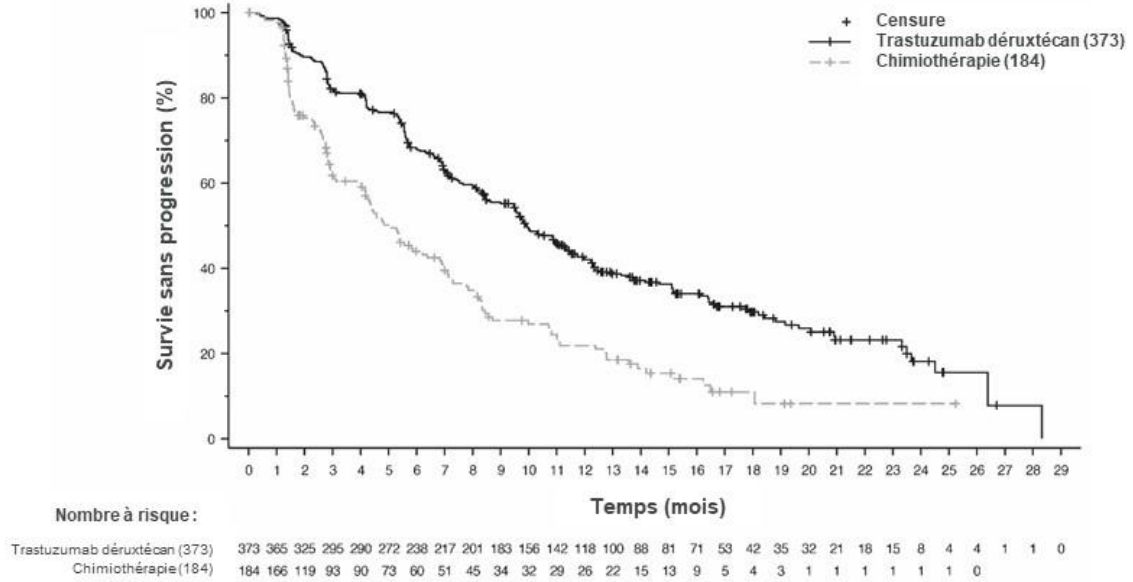 Censure
Trastuzumab déruxtécan (373)
Chimiothérapie (184)
Survie sans progression (%)
100
80
60
40
20
0
0 1 2 3 4 5 6 7 8 9 10 11 12 13 14 15 16 17 18 19 20 21 22 23 24 25 26 27 28 29
Temps (mois)
Nombre à risque :
Trastuzumab déruxtécan (373) 373 365 325 295 290 272 238 217 201 183 156 142 118 100 88 81 71 53 42 35 32 21 18 15 8 4 4 1 1 0
Chimiothérapie (184) 184 166 119 93 90 73 60 51 45 34 32 29 26 22 15 13 9 5 4 3 1 1 1 1 1 1 0